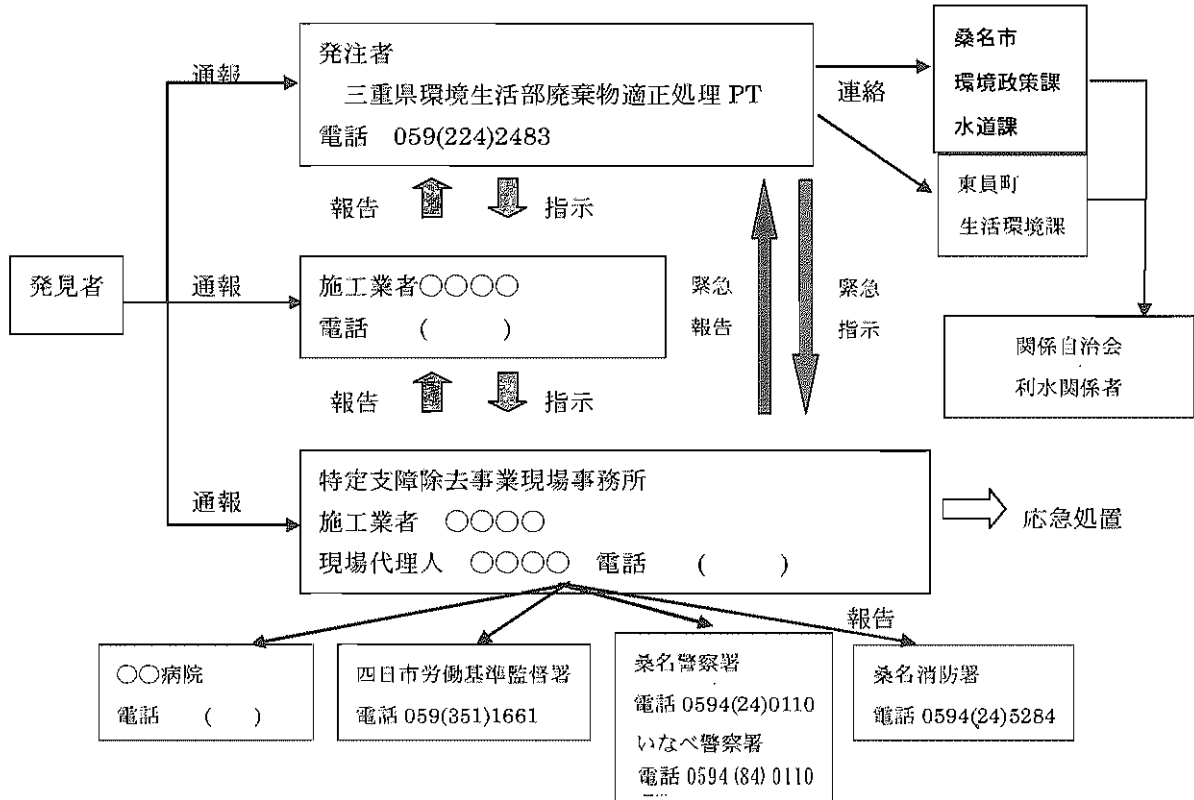 発注者
三重県環境生活部廃棄物適正処理 PT
電話 059(224)2483
桑名市
環境政策課
水道課
通報
連絡
東員町
生活環境課
報告
指示
発見者
通報
施工業者○○○○
電話 ( )
緊急
報告
緊急
指示
関係自治会
利水関係者
報告
指示
通報
特定支障除去事業現場事務所
施工業者 ○○○○
現場代理人 ○○○○ 電話 ( )
応急処置
報告
○○病院
電話 ( )
四日市労働基準監督署
電話 059(351)1661
桑名警察署
電話 0594(24)0110
いなべ警察署
電話 0594(84)0110
桑名消防署
電話 0594(24)5284